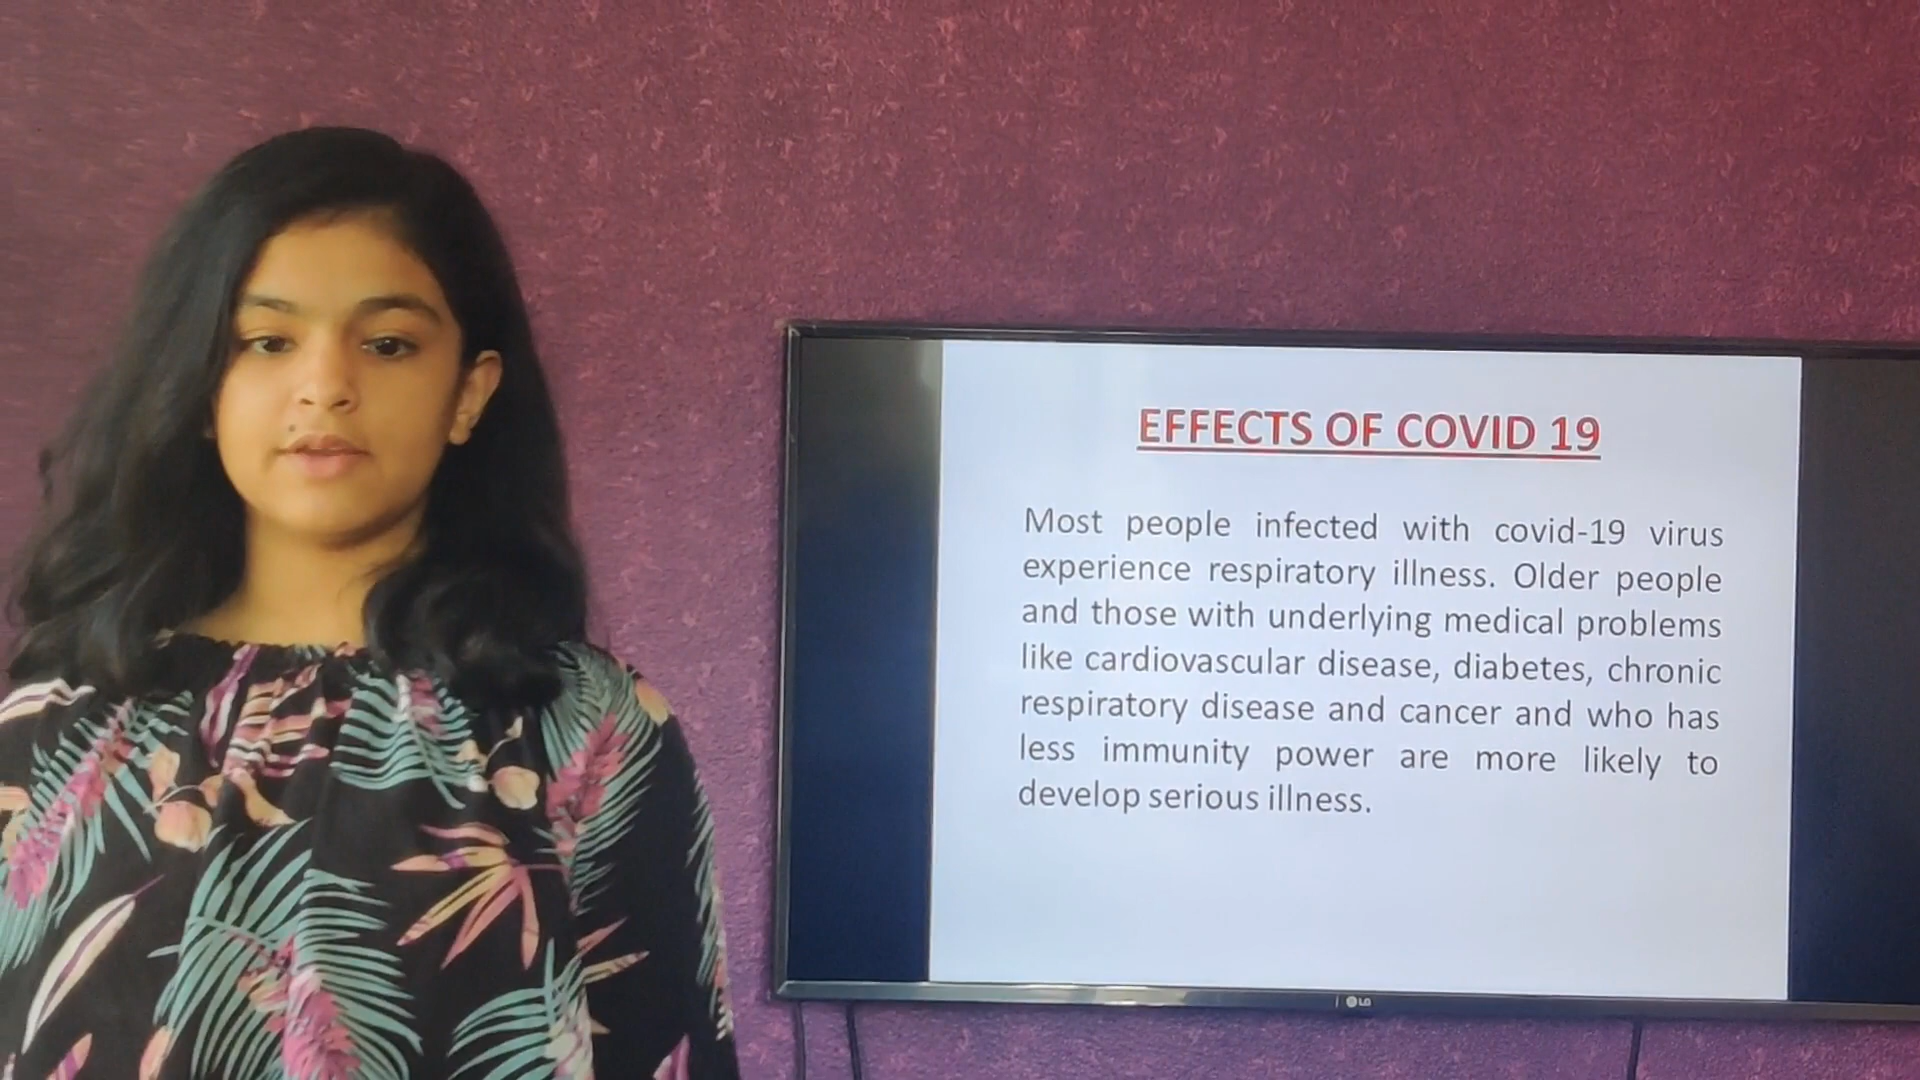 EFFECTS OF COVID 19
Most people infected with covid-19 virus
experience respiratory illness. Older people
and those with underlying medical problems
like cardiovascular disease, diabetes, chronic
respiratory disease and cancer and who has
less immunity power are more likely to
develop serious illness.
LG